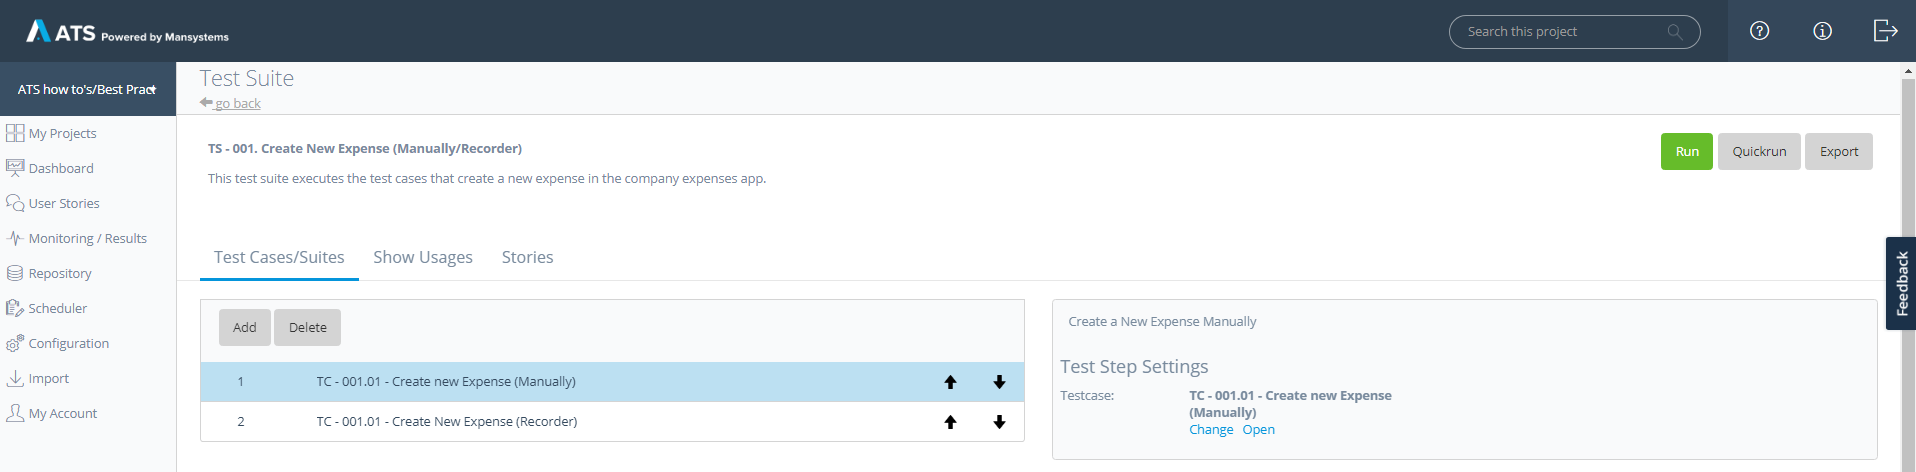 ATS Powered by Mansystems
Search this project
ATS how to's/Best Pract
My Projects
Dashboard
User Stories
Monitoring / Results
Repository
Scheduler
Configuration
Import
My Account
Test Suite
go back
TS - 001. Create New Expense (Manually/Recorder)
This test suite executes the test cases that create a new expense in the company expenses app.
Run Quickrun Export
Test Cases/Suites Show Usages Stories
Add Delete
1 TC - 001.01 - Create new Expense (Manually)
2 TC - 001.01 - Create New Expense (Recorder)
Create a New Expense Manually
Test Step Settings
Testcase: TC - 001.01 - Create new Expense
(Manually)
Change Open
Feedback